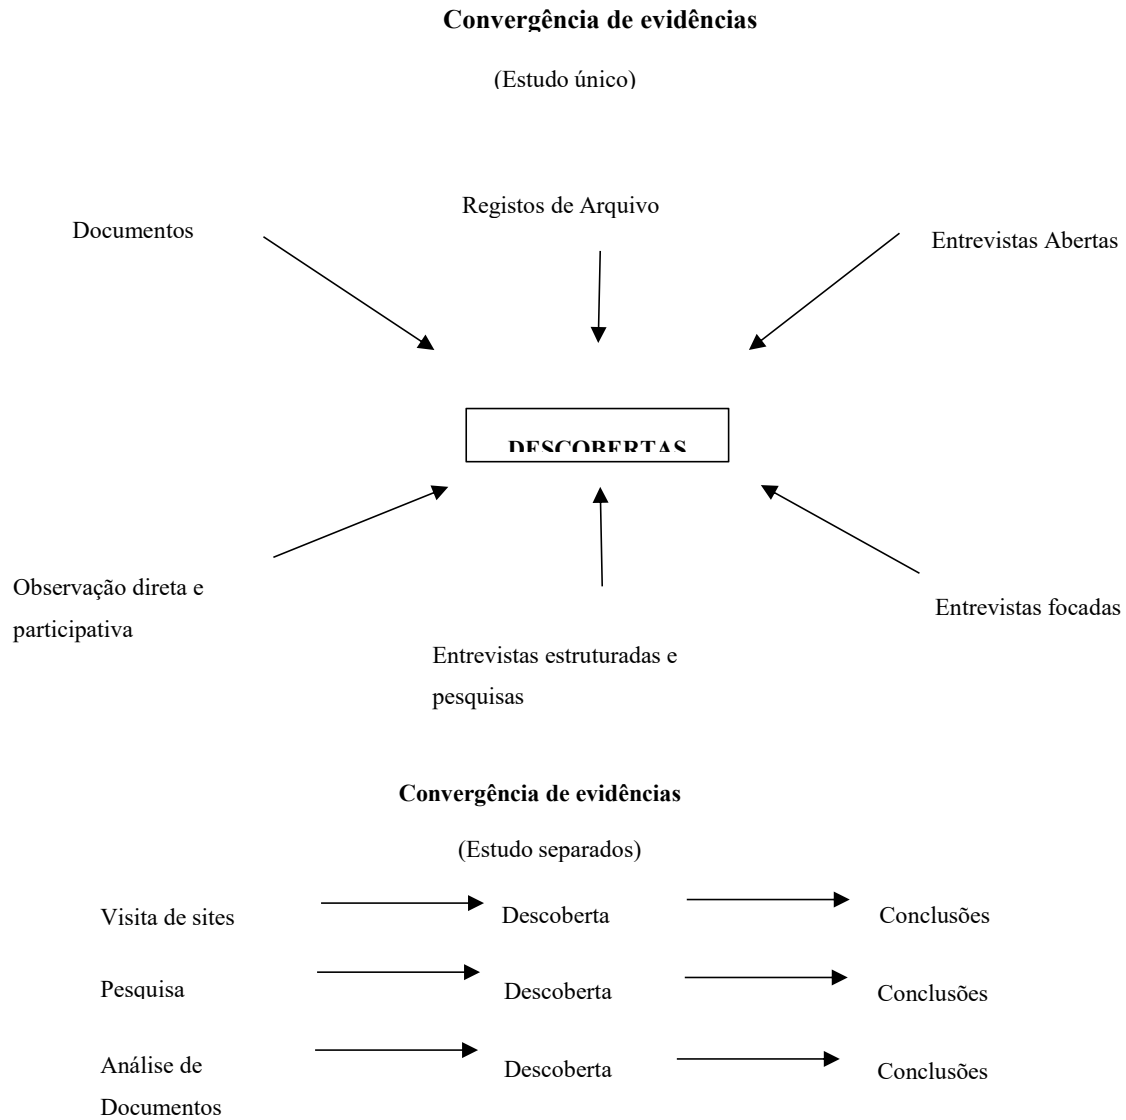 Convergência de evidências
(Estudo único)
Registos de Arquivo
Documentos
Entrevistas Abertas
DESCOBERTAS
Observação direta e
participativa
Entrevistas focadas
Entrevistas estruturadas e
pesquisas
Convergência de evidências
(Estudo separados)
Visita de sites
Descoberta
Conclusões
Pesquisa
Descoberta
Conclusões
Análise de
Documentos
Descoberta
Conclusões